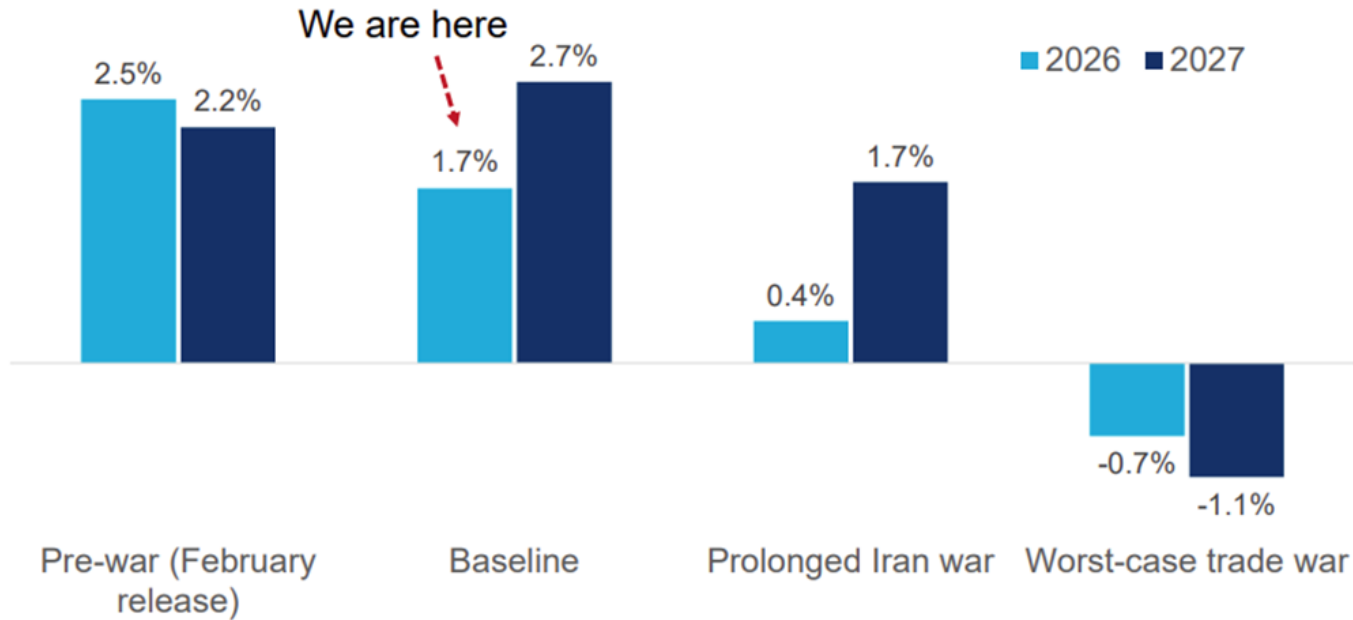 We are here
2026 2027
2.5%
2.2%
1.7%
2.7%
0.4%
1.7%
-0.7%
-1.1%
Pre-war (February
release)
Baseline
Prolonged Iran war
Worst-case trade war